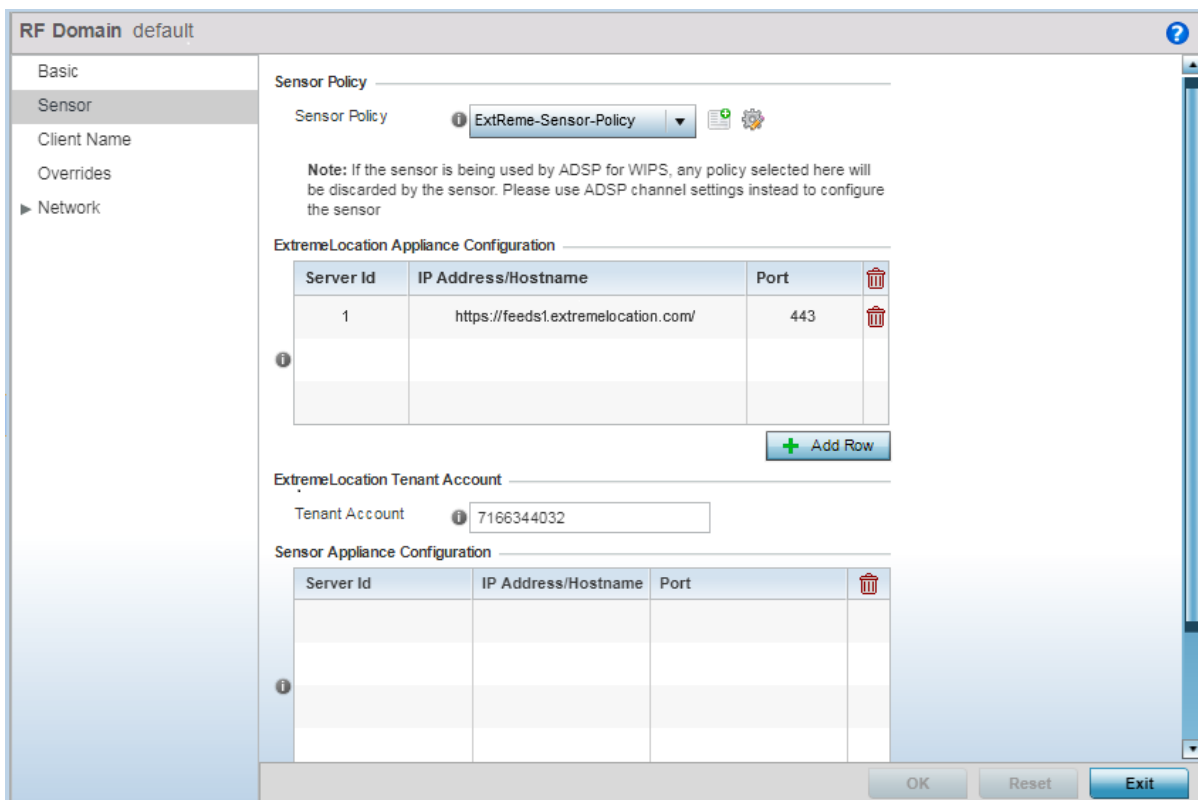 RF Domain default
?
Basic
Sensor
Client Name
Overrides
Network
Sensor Policy
Sensor Policy
ExtReme-Sensor-Policy
Note: If the sensor is being used by ADSP for WIPS, any policy selected here will
be discarded by the sensor. Please use ADSP channel settings instead to configure
the sensor
ExtremeLocation Appliance Configuration
Server Id IP Address/Hostname Port
1 https://feeds1.extremelocation.com/ 443
Add Row
ExtremeLocation Tenant Account
Tenant Account 7166344032
Sensor Appliance Configuration
Server Id IP Address/Hostname Port
OK Reset Exit